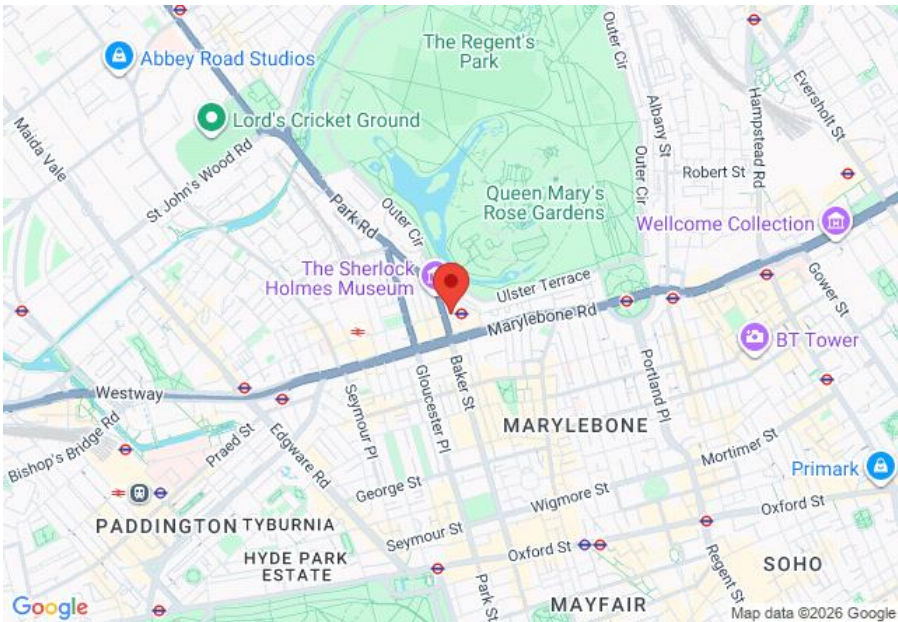 The Regent's
Park
Outer Cir
Abbey Road Studios
Eversholt St
Hampstead Rd
Albany St
Lord's Cricket Ground
Maida Vale
St John's Wood Rd
Outer Cir
Robert St
Queen Mary's
Rose Gardens
Park Rd
Outer Cir
Wellcome Collection
The Sherlock
Holmes Museum
Ulster Terrace
Gower St
Marylebone Rd
BT Tower
Westway
Baker St
Gloucester Pl
Seymour Pl
Portland Pl
MARYLEBONE
Bishop's Bridge Rd
Praed St
Edgware Rd
Mortimer St
Primark
George St
Wigmore St
Oxford St
PADDINGTON
TYBURNIA
Seymour St
HYDE PARK
ESTATE
Oxford St
Regent St
SOHO
Park St
MAYFAIR
Google
Map data ©2026 Google